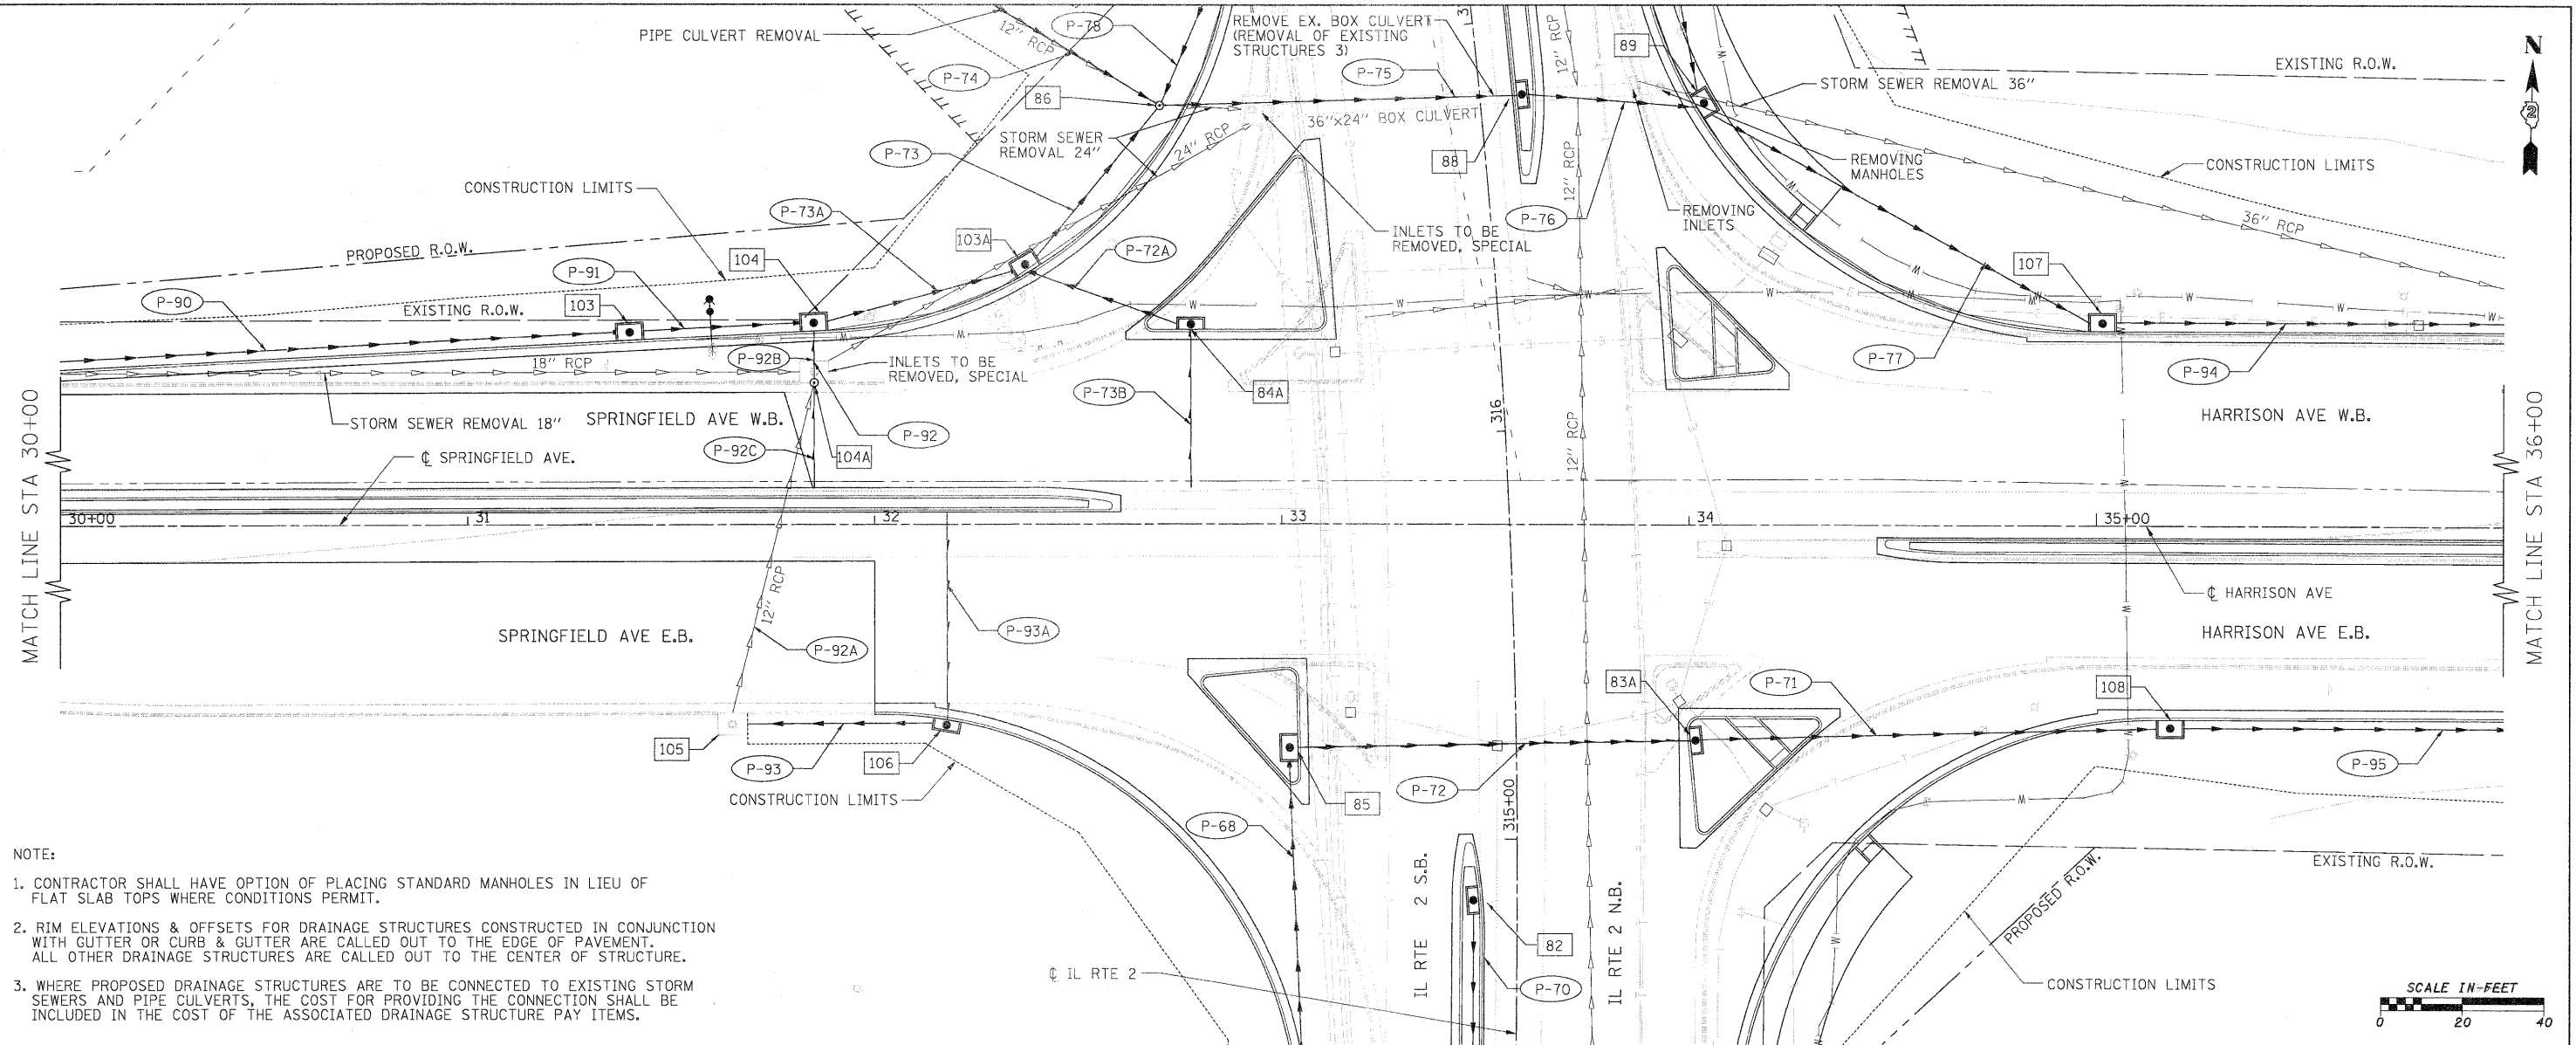 PIPE CULVERT REMOVAL
12" RCP
P-78
P-74
86
REMOVE EX. BOX CULVERT
(REMOVAL OF EXISTING
STRUCTURES 3)
P-75
12" RCP
89
STORM SEWER REMOVAL 36"
EXISTING R.O.W.
N
2
36"x24" BOX CULVERT
STORM SEWER
REMOVAL 24"
24" RCP
P-73
88
12" RCP
REMOVING
MANHOLES
CONSTRUCTION LIMITS
CONSTRUCTION LIMITS
P-73A
103A
P-72A
INLETS TO BE
REMOVED, SPECIAL
P-76
REMOVING
INLETS
36" RCP
PROPOSED R.O.W.
P-91
104
107
P-90
EXISTING R.O.W.
103
W
P-92B
INLETS TO BE
REMOVED, SPECIAL
18" RCP
P-73B
84A
P-77
P-94
STORM SEWER REMOVAL 18"
SPRINGFIELD AVE W.B.
P-92
316
HARRISON AVE W.B.
P-92C
104A
12" RCP
℄ SPRINGFIELD AVE.
MATCH LINE STA 30+00
MATCH LINE STA 36+00
30+00
31
32
33
34
35+00
℄ HARRISON AVE
12" RCP
SPRINGFIELD AVE E.B.
P-93A
P-92A
HARRISON AVE E.B.
83A
P-71
108
105
P-93
106
P-72
P-95
CONSTRUCTION LIMITS
85
315+00
P-68
EXISTING R.O.W.
PROPOSED R.O.W.
IL RTE 2 S.B.
IL RTE 2 N.B.
82
℄ IL RTE 2
P-70
CONSTRUCTION LIMITS
NOTE:
1. CONTRACTOR SHALL HAVE OPTION OF PLACING STANDARD MANHOLES IN LIEU OF
FLAT SLAB TOPS WHERE CONDITIONS PERMIT.
2. RIM ELEVATIONS & OFFSETS FOR DRAINAGE STRUCTURES CONSTRUCTED IN CONJUNCTION
WITH GUTTER OR CURB & GUTTER ARE CALLED OUT TO THE EDGE OF PAVEMENT.
ALL OTHER DRAINAGE STRUCTURES ARE CALLED OUT TO THE CENTER OF STRUCTURE.
3. WHERE PROPOSED DRAINAGE STRUCTURES ARE TO BE CONNECTED TO EXISTING STORM
SEWERS AND PIPE CULVERTS, THE COST FOR PROVIDING THE CONNECTION SHALL BE
INCLUDED IN THE COST OF THE ASSOCIATED DRAINAGE STRUCTURE PAY ITEMS.
SCALE IN FEET
0 20 40